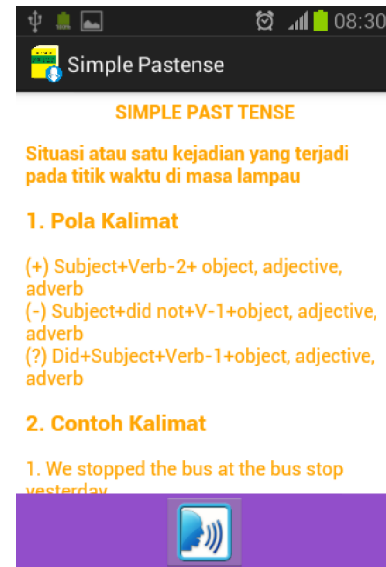 08:30
Simple Pastense
SIMPLE PAST TENSE
Situasi atau satu kejadian yang terjadi
pada titik waktu di masa lampau
1. Pola Kalimat
(+) Subject+Verb-2+ object, adjective,
adverb
(-) Subject+did not+V-1+object, adjective,
adverb
(?) Did+Subject+Verb-1+object, adjective,
adverb
2. Contoh Kalimat
1. We stopped the bus at the bus stop
yesterday